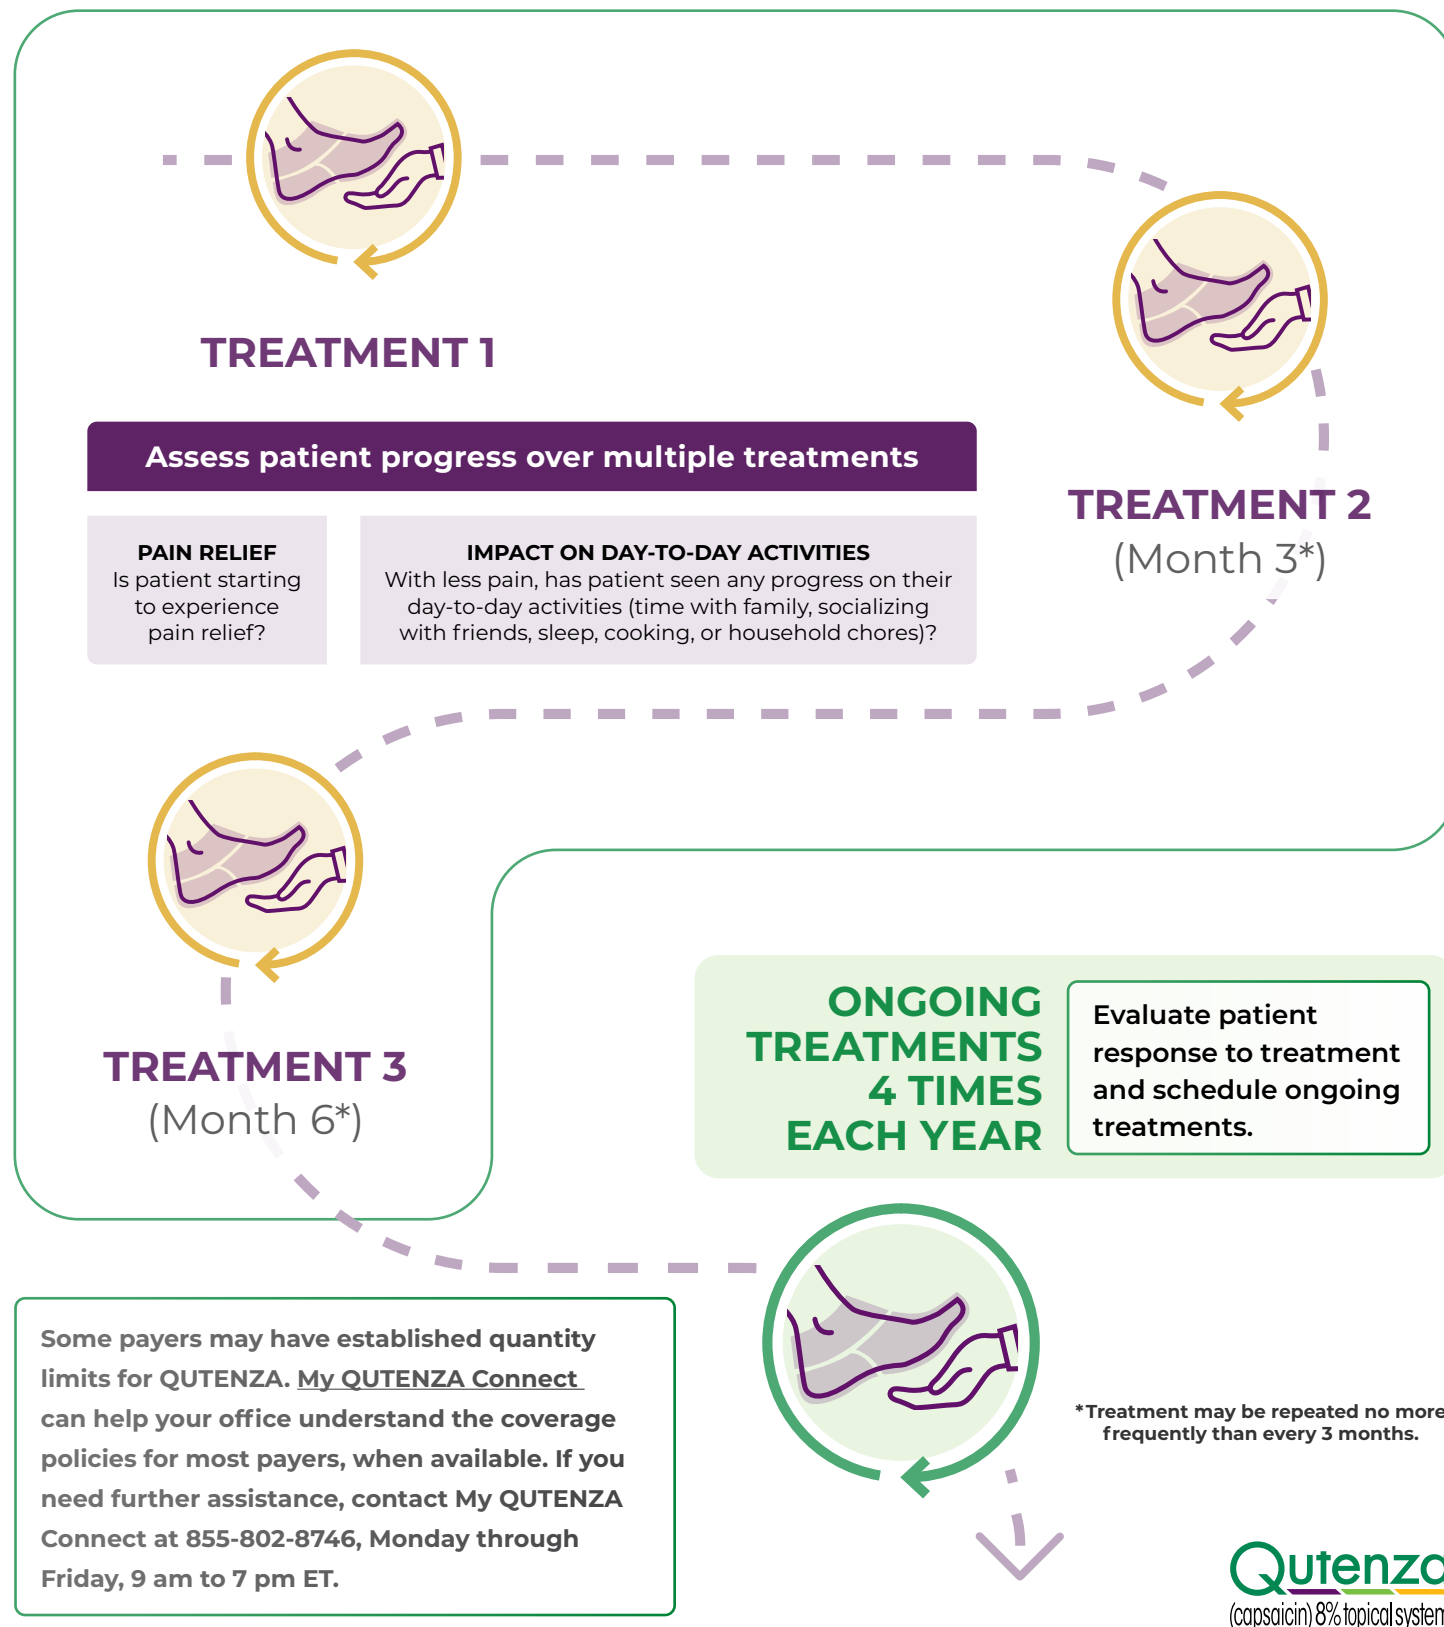 TREATMENT 1
Assess patient progress over multiple treatments
PAIN RELIEF
Is patient starting
to experience
pain relief?
IMPACT ON DAY-TO-DAY ACTIVITIES
With less pain, has patient seen any progress on their
day-to-day activities (time with family, socializing
with friends, sleep, cooking, or household chores)?
TREATMENT 2
(Month 3*)
TREATMENT 3
(Month 6*)
ONGOING
TREATMENTS
4 TIMES
EACH YEAR
Evaluate patient
response to treatment
and schedule ongoing
treatments.
Some payers may have established quantity
limits for QUTENZA. My QUTENZA Connect
can help your office understand the coverage
policies for most payers, when available. If you
need further assistance, contact My QUTENZA
Connect at 855-802-8746, Monday through
Friday, 9 am to 7 pm ET.
*Treatment may be repeated no more
frequently than every 3 months.
Qutenza
(capsaicin) 8% topical system